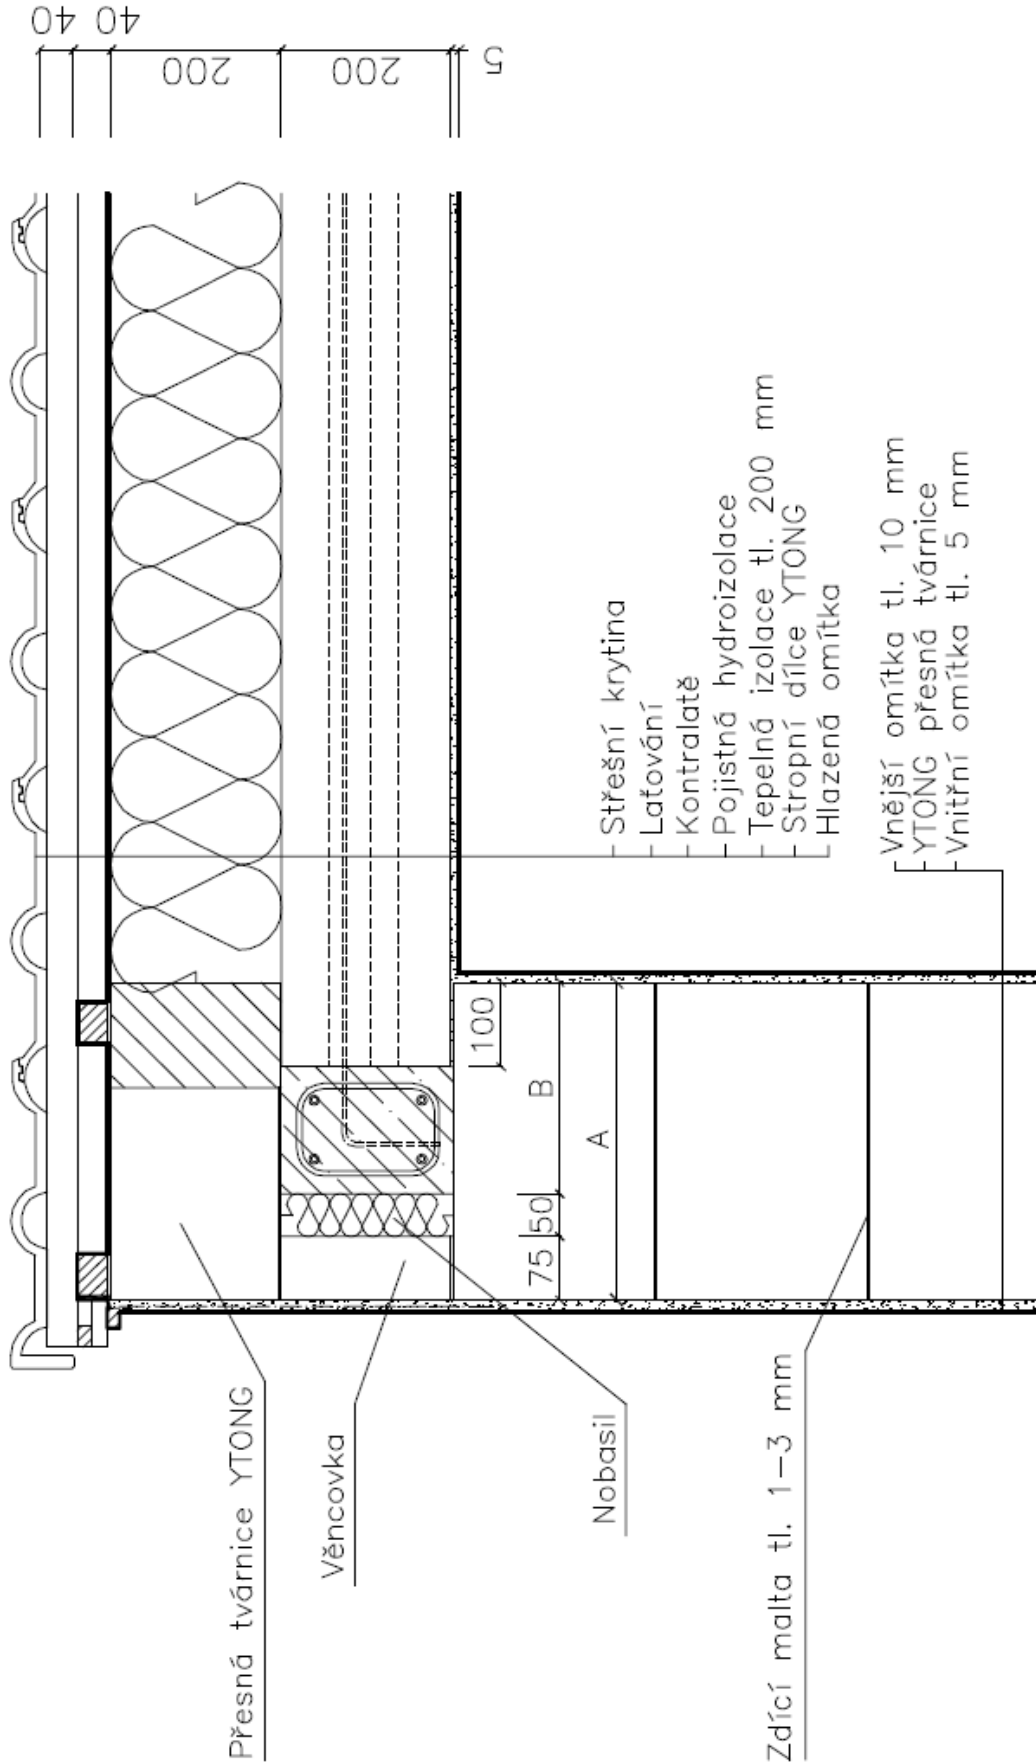 40
40
200
200
5
Střešní krytina
Laťování
Kontralatě
Pojistná hydroizolace
Tepelná izolace tl. 200 mm
Stropní dílce YTONG
Hlazená omítka
Vnější omítka tl. 10 mm
YTONG přesná tvárnice
Vnitřní omítka tl. 5 mm
100
B
A
75
50
Přesná tvárnice YTONG
Věncovka
Nobasil
Zdící malta tl. 1–3 mm